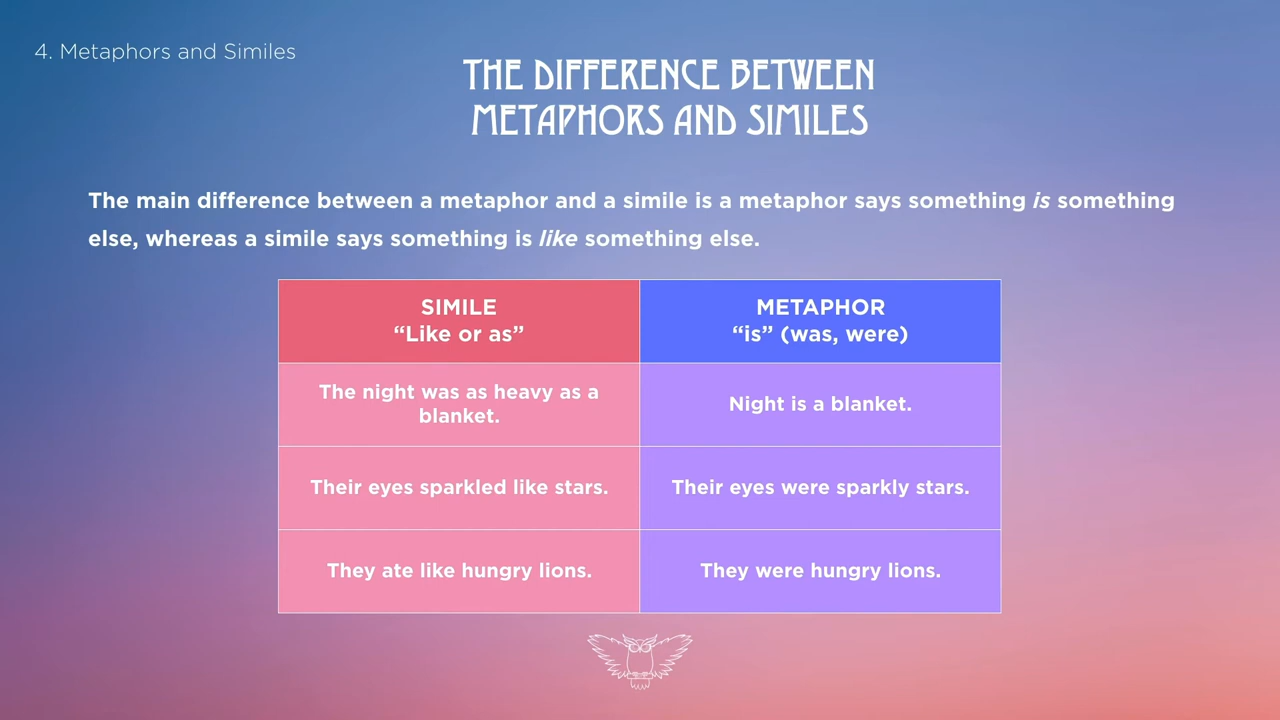 4. Metaphors and Similes
THE DIFFERENCE BETWEEN
METAPHORS AND SIMILES
The main difference between a metaphor and a simile is a metaphor says something is something
else, whereas a simile says something is like something else.
SIMILE
“Like or as”
METAPHOR
“is” (was, were)
The night was as heavy as a
blanket.
Night is a blanket.
Their eyes sparkled like stars.
Their eyes were sparkly stars.
They ate like hungry lions.
They were hungry lions.